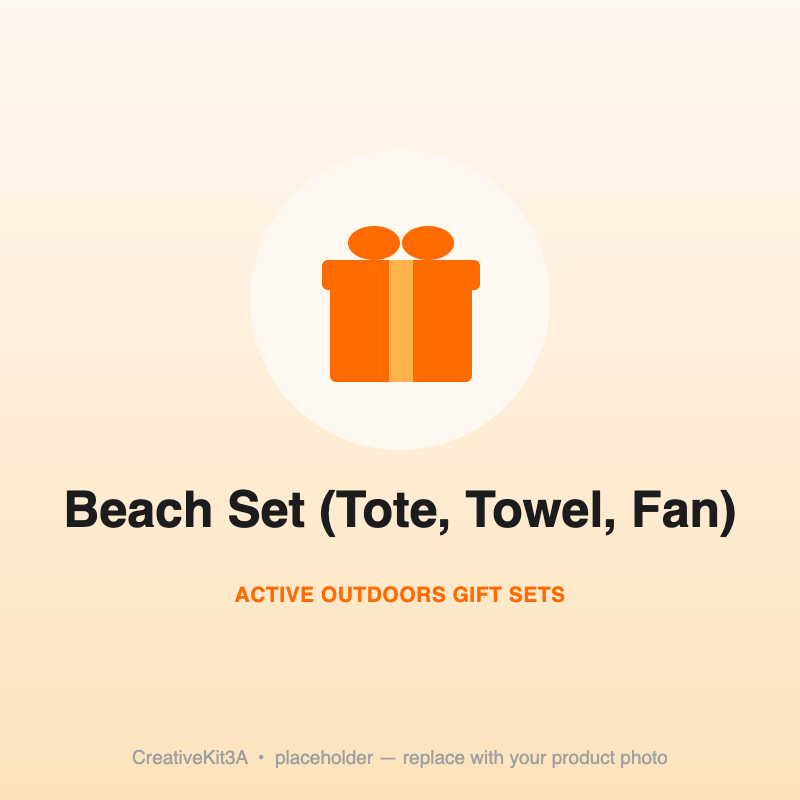 Beach Set (Tote, Towel, Fan)
ACTIVE OUTDOORS GIFT SETS
CreativeKit3A • placeholder — replace with your product photo